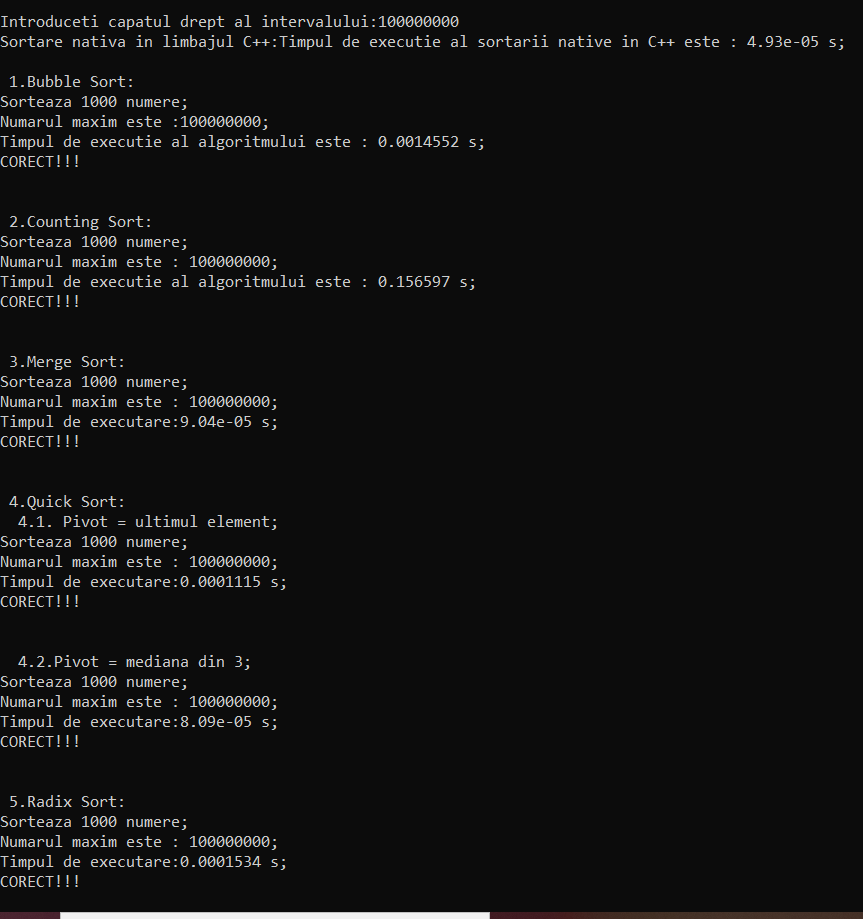 Introduceti capatul drept al intervalului:100000000
Sortare nativa in limbajul C++:Timpul de executie al sortarii native in C++ este : 4.93e-05 s;
1.Bubble Sort:
Sorteaza 1000 numere;
Numarul maxim este :100000000;
Timpul de executie al algoritmului este : 0.0014552 s;
CORECT!!!
2.Counting Sort:
Sorteaza 1000 numere;
Numarul maxim este : 100000000;
Timpul de executie al algoritmului este : 0.156597 s;
CORECT!!!
3.Merge Sort:
Sorteaza 1000 numere;
Numarul maxim este : 100000000;
Timpul de executare:9.04e-05 s;
CORECT!!!
4.Quick Sort:
4.1. Pivot = ultimul element;
Sorteaza 1000 numere;
Numarul maxim este : 100000000;
Timpul de executare:0.0001115 s;
CORECT!!!
4.2.Pivot = mediana din 3;
Sorteaza 1000 numere;
Numarul maxim este : 100000000;
Timpul de executare:8.09e-05 s;
CORECT!!!
5.Radix Sort:
Sorteaza 1000 numere;
Numarul maxim este : 100000000;
Timpul de executare:0.0001534 s;
CORECT!!!